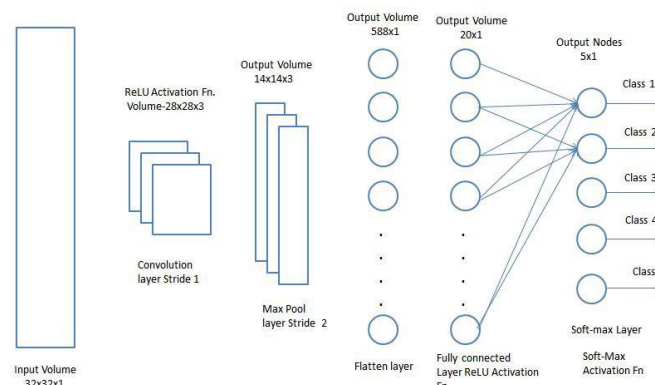 Input Volume
32x32x1
ReLU Activation Fn.
Volume-28x28x3
Convolution
layer Stride 1
Output Volume
14x14x3
Max Pool
layer Stride 2
Output Volume
588x1
Flatten layer
Output Volume
20x1
Fully connected
Layer ReLU Activation
Fn
Output Nodes
5x1
Class 1
Class 2
Class 3
Class 4
Class
Soft-max Layer
Soft-Max
Activation Fn